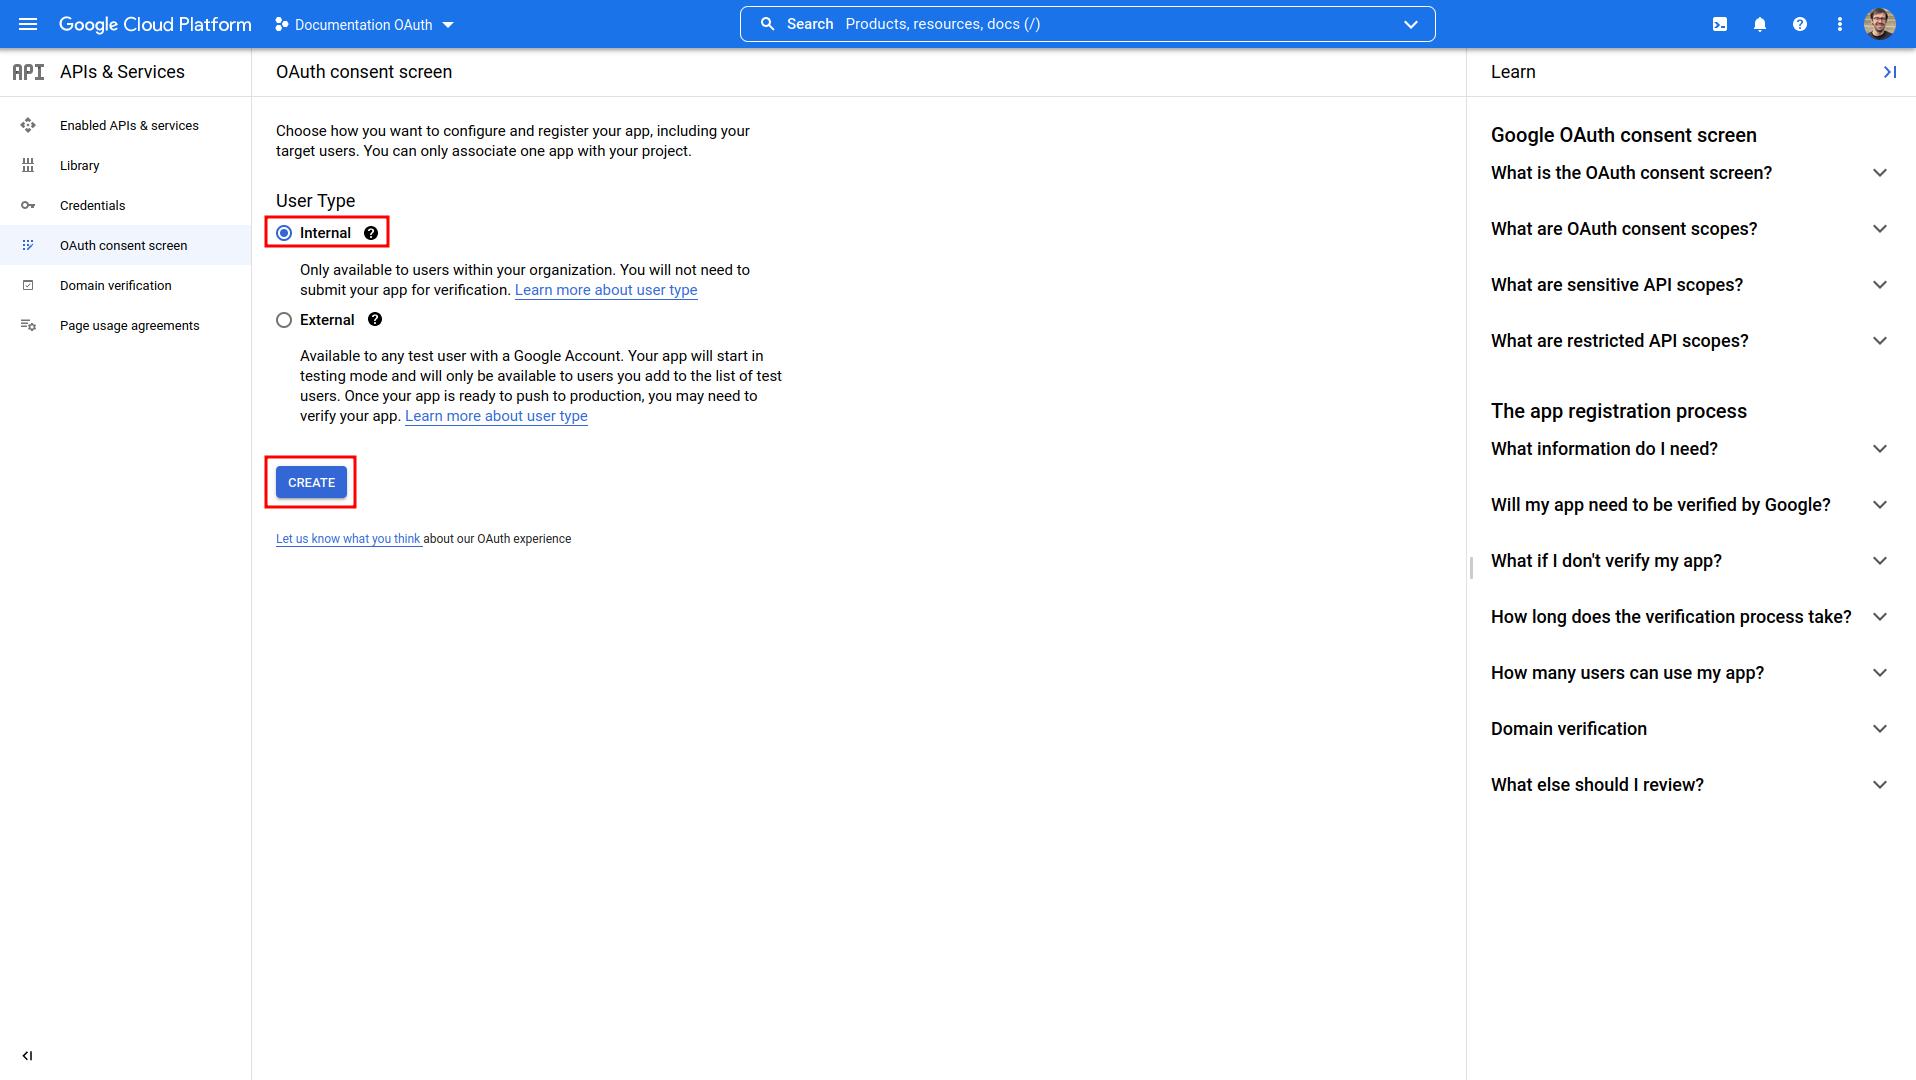 Google Cloud Platform
Documentation OAuth
Search Products, resources, docs (/)
API APIs & Services
Enabled APIs & services
Library
Credentials
OAuth consent screen
Domain verification
Page usage agreements
OAuth consent screen
Choose how you want to configure and register your app, including your
target users. You can only associate one app with your project.
User Type
Internal
Only available to users within your organization. You will not need to
submit your app for verification. Learn more about user type
External
Available to any test user with a Google Account. Your app will start in
testing mode and will only be available to users you add to the list of test
users. Once your app is ready to push to production, you may need to
verify your app. Learn more about user type
CREATE
Let us know what you think about our OAuth experience
Learn
Google OAuth consent screen
What is the OAuth consent screen?
What are OAuth consent scopes?
What are sensitive API scopes?
What are restricted API scopes?
The app registration process
What information do I need?
Will my app need to be verified by Google?
What if I don't verify my app?
How long does the verification process take?
How many users can use my app?
Domain verification
What else should I review?